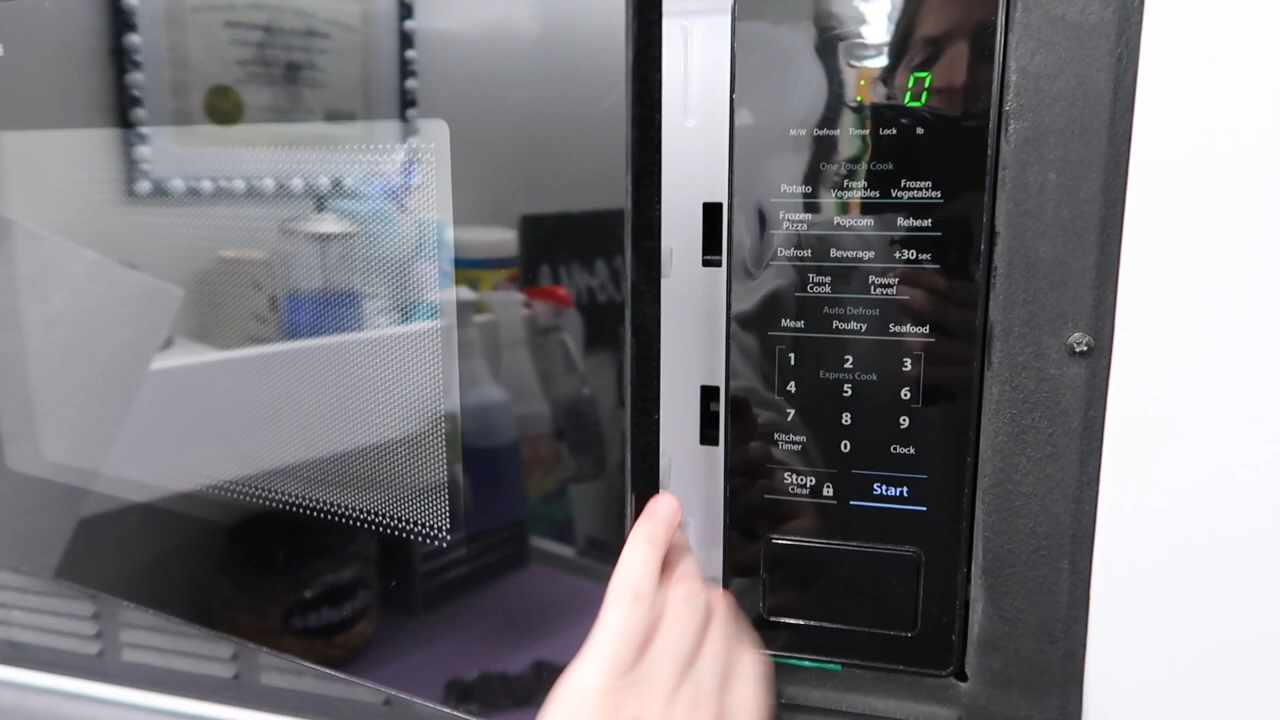 : 0
M/W Defrost Timer Lock lb
One Touch Cook
Potato Fresh Vegetables Frozen Vegetables
Frozen Pizza Popcorn Reheat
Defrost Beverage +30 sec
Time Cook Power Level
Auto Defrost
Meat Poultry Seafood
1 2 3
Express Cook
4 5 6
7 8 9
Kitchen Timer 0 Clock
Stop Clear Start